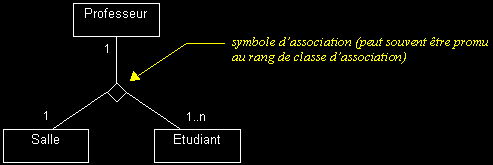 Professeur
1
symbole d'association (peut souvent être promu
au rang de classe d'association)
1
1..n
Salle
Etudiant